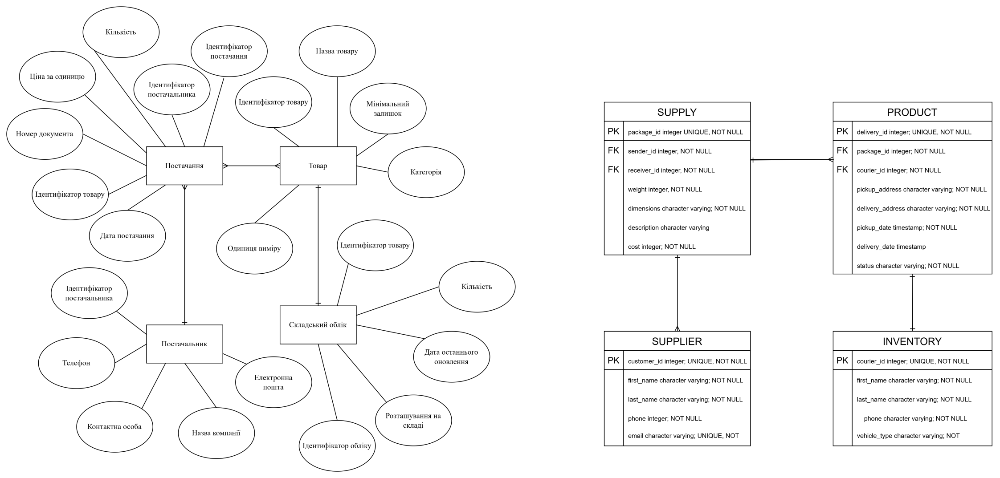 Кількість
Ідентифікатор
постачання
Назва товару
Ціна за одиницю
Ідентифікатор
постачальника
Ідентифікатор товару
Мінімальний
залишок
Номер документа
Постачання
Товар
Категорія
Ідентифікатор товару
Дата постачання
Одиниця виміру
Ідентифікатор товару
Ідентифікатор
постачальника
Кількість
Складський облік
Постачальник
Телефон
Дата останнього
оновлення
Електронна
пошта
Контактна особа
Назва компанії
Розташування на
складі
Ідентифікатор обліку
SUPPLY
PK package_id integer UNIQUE, NOT NULL
FK sender_id integer, NOT NULL
FK receiver_id integer, NOT NULL
weight integer, NOT NULL
dimensions character varying; NOT NULL
description character varying
cost integer; NOT NULL
PRODUCT
PK delivery_id integer; UNIQUE, NOT NULL
FK package_id integer; NOT NULL
FK courier_id integer; NOT NULL
pickup_address character varying; NOT NULL
delivery_address character varying; NOT NULL
pickup_date timestamp; NOT NULL
delivery_date timestamp
status character varying; NOT NULL
SUPPLIER
PK customer_id integer; UNIQUE, NOT NULL
first_name character varying; NOT NULL
last_name character varying; NOT NULL
phone integer; NOT NULL
email character varying; UNIQUE, NOT
INVENTORY
PK courier_id integer; UNIQUE, NOT NULL
first_name character varying; NOT NULL
last_name character varying; NOT NULL
phone character varying; NOT NULL
vehicle_type character varying; NOT